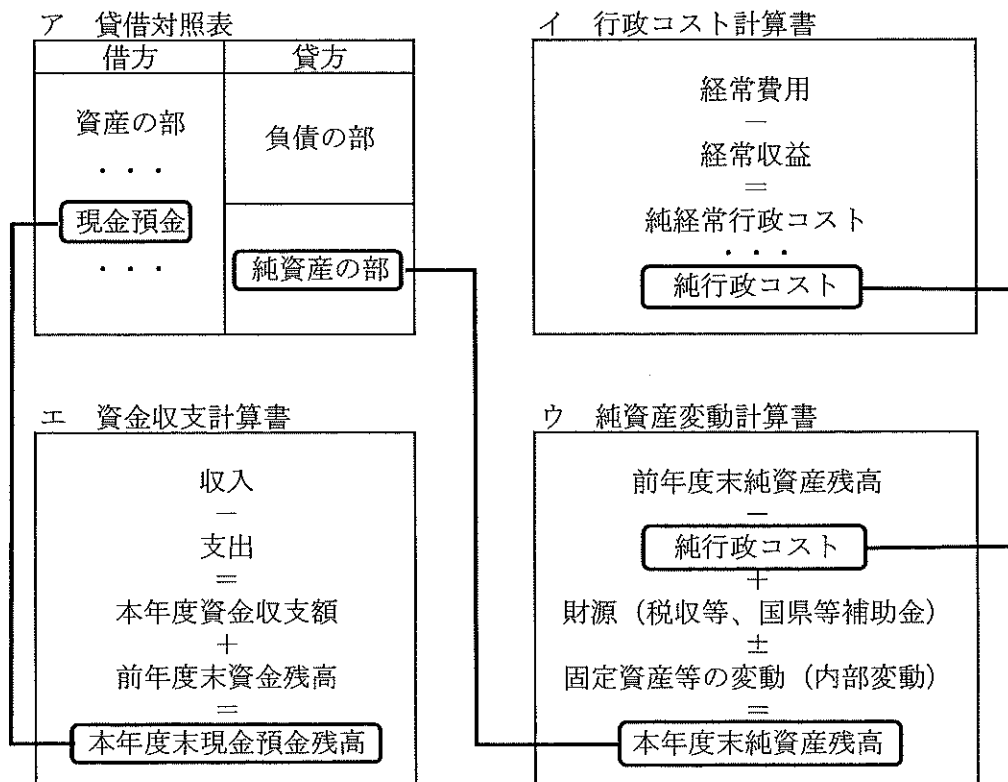 ア 貸借対照表
借方 貸方
資産の部
・・・
現金預金
・・・
負債の部
純資産の部
イ 行政コスト計算書
経常費用
－
経常収益
＝
純経常行政コスト
・・・
純行政コスト
エ 資金収支計算書
収入
－
支出
＝
本年度資金収支額
＋
前年度末資金残高
＝
本年度末現金預金残高
ウ 純資産変動計算書
前年度末純資産残高
－
純行政コスト
＋
財源（税収等、国県等補助金）
±
固定資産等の変動（内部変動）
＝
本年度末純資産残高